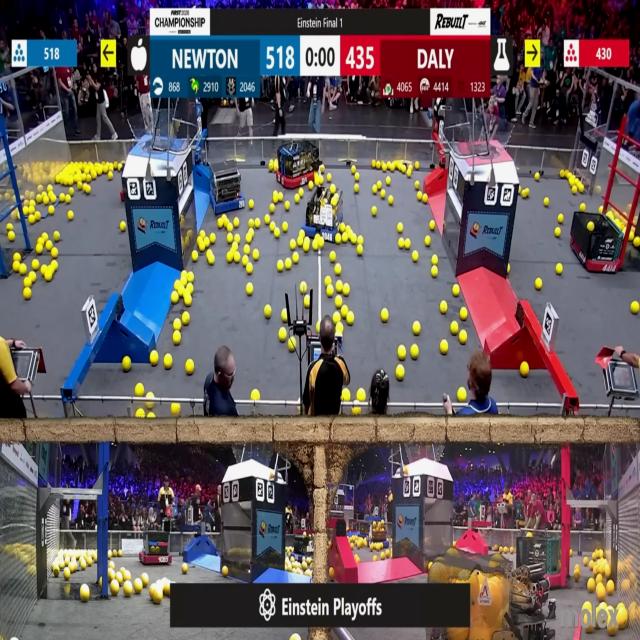 FIRST CHAMPIONSHIP
Einstein Final 1
REBUILT
518
NEWTON
518
0:00
435
DALY
430
868
2910
2046
4065
4414
1323
REBUILT
REBUILT
Einstein Playoffs
molex